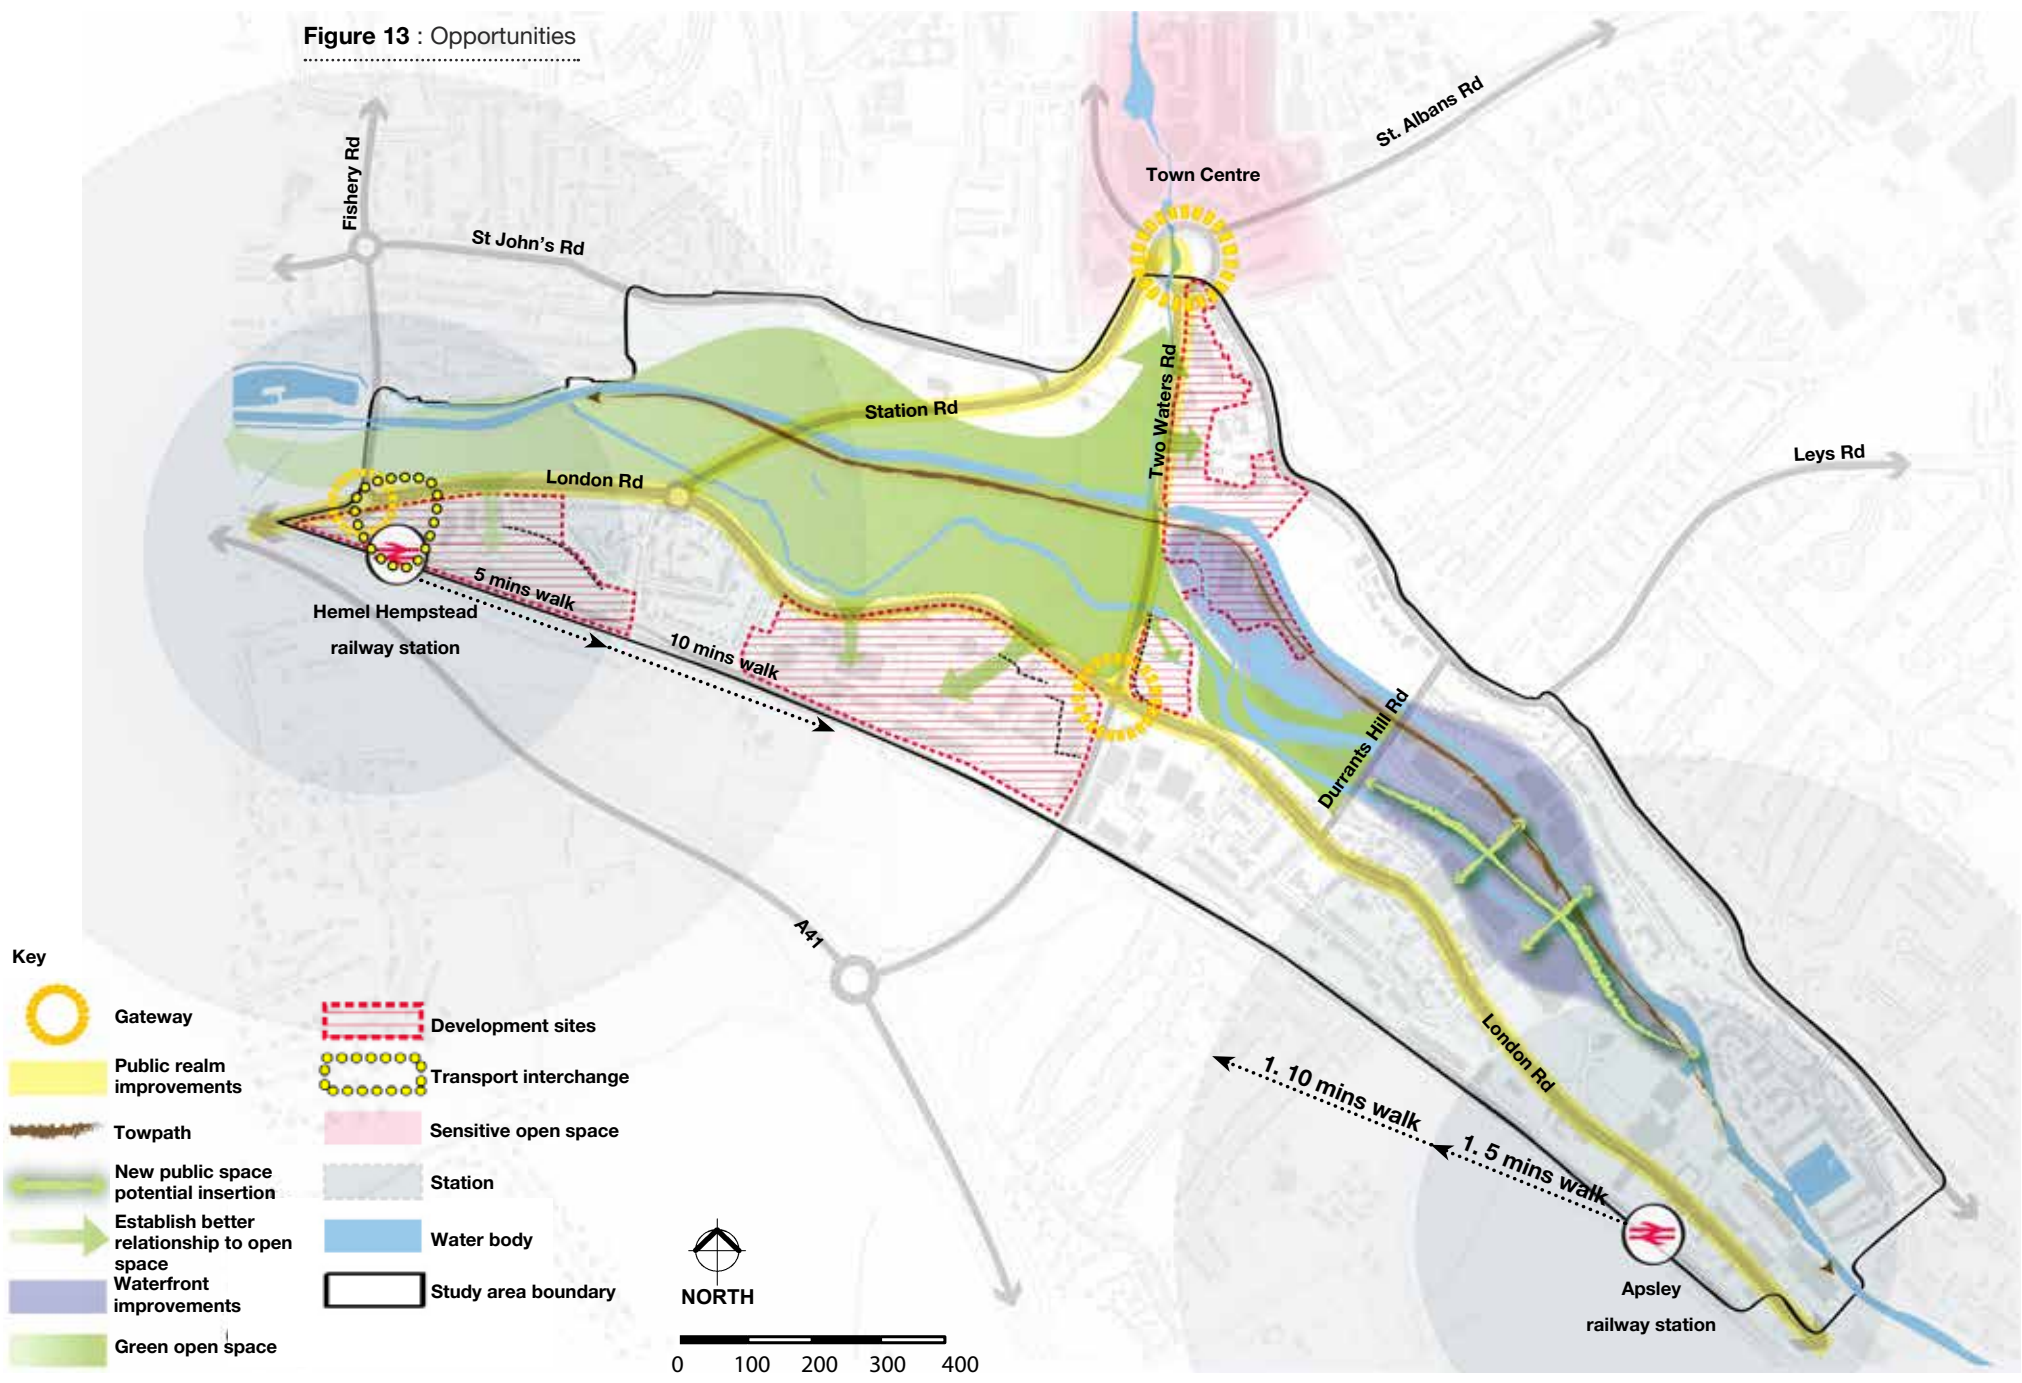 Figure 13 : Opportunities
Fishery Rd
St John's Rd
St. Albans Rd
Town Centre
Two Waters Rd
Station Rd
London Rd
Leys Rd
5 mins walk
Hemel Hempstead
railway station
10 mins walk
Durrants Hill Rd
A41
London Rd
1. 10 mins walk
1. 5 mins walk
Apsley
railway station
Key
Gateway
Public realm
improvements
Towpath
New public space
potential insertion
Establish better
relationship to open
space
Waterfront
improvements
Green open space
Development sites
Transport interchange
Sensitive open space
Station
Water body
Study area boundary
NORTH
0 100 200 300 400